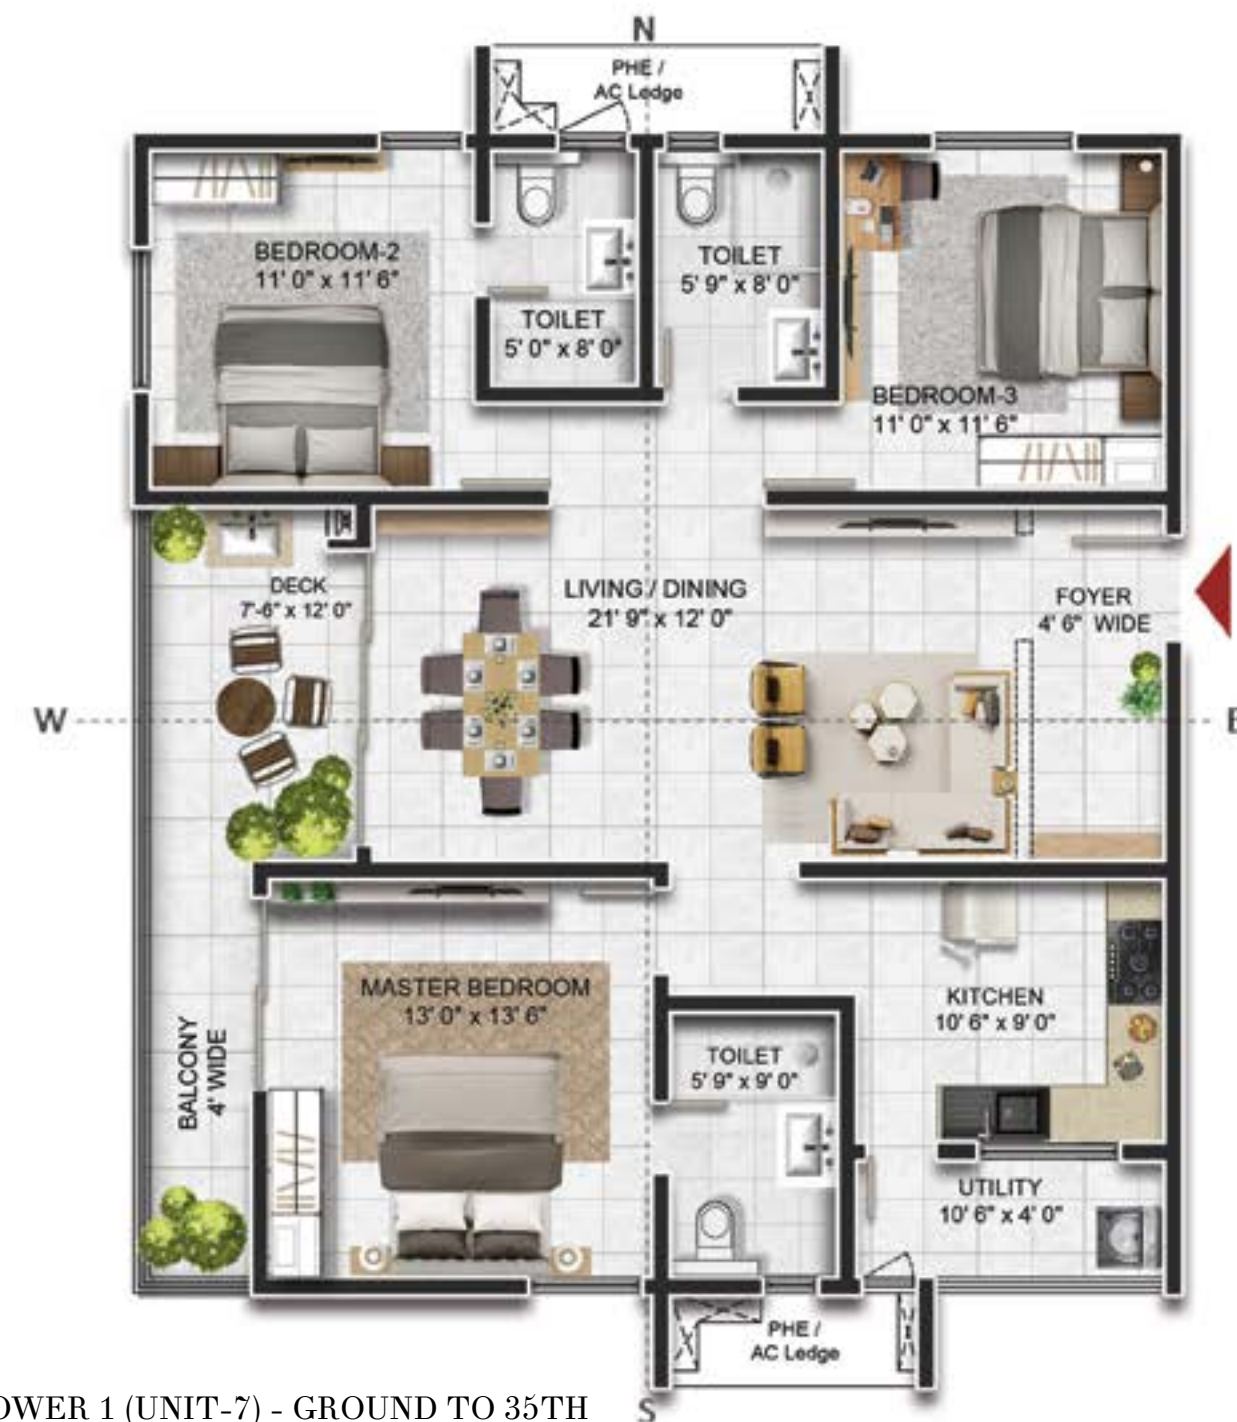 N
PHE /
AC Ledge
BEDROOM-2
11' 0" x 11' 6"
TOILET
5' 9" x 8' 0"
TOILET
5' 0" x 8' 0"
BEDROOM-3
11' 0" x 11' 6"
DECK
7'-6" x 12' 0"
LIVING / DINING
21' 9" x 12' 0"
FOYER
4' 6" WIDE
W
E
MASTER BEDROOM
13' 0" x 13' 6"
KITCHEN
10' 6" x 9' 0"
BALCONY
4' WIDE
TOILET
5' 9" x 9' 0"
UTILITY
10' 6" x 4' 0"
PHE /
AC Ledge
OWER 1 (UNIT-7) - GROUND TO 35TH
S